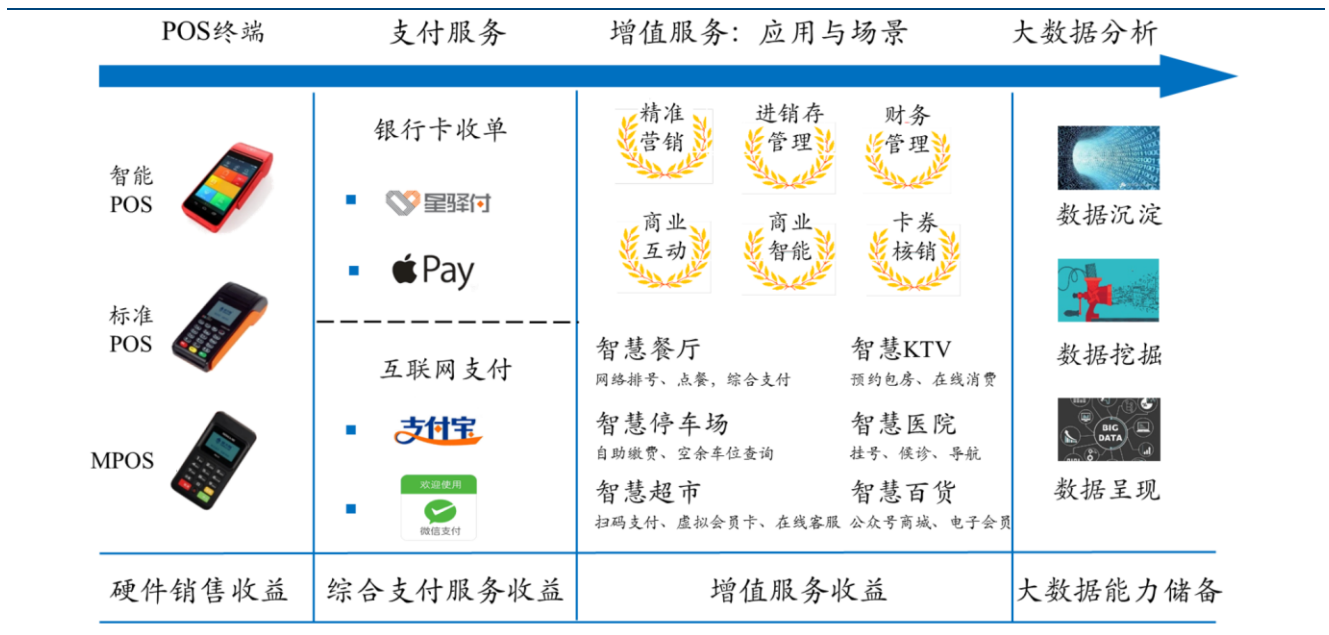 POS终端
支付服务
增值服务：应用与场景
大数据分析
智能
POS
标准
POS
MPOS
银行卡收单
星驿付
Pay
互联网支付
支付宝
欢迎使用
微信支付
精准
营销
进销存
管理
财务
管理
商业
互动
商业
智能
卡券
核销
智慧餐厅
网络排号、点餐，综合支付
智慧KTV
预约包房、在线消费
智慧停车场
自助缴费、空余车位查询
智慧医院
挂号、候诊、导航
智慧超市
扫码支付、虚拟会员卡、在线客服
智慧百货
公众号商城、电子会员
数据沉淀
数据挖掘
BIG
DATA
数据呈现
硬件销售收益
综合支付服务收益
增值服务收益
大数据能力储备